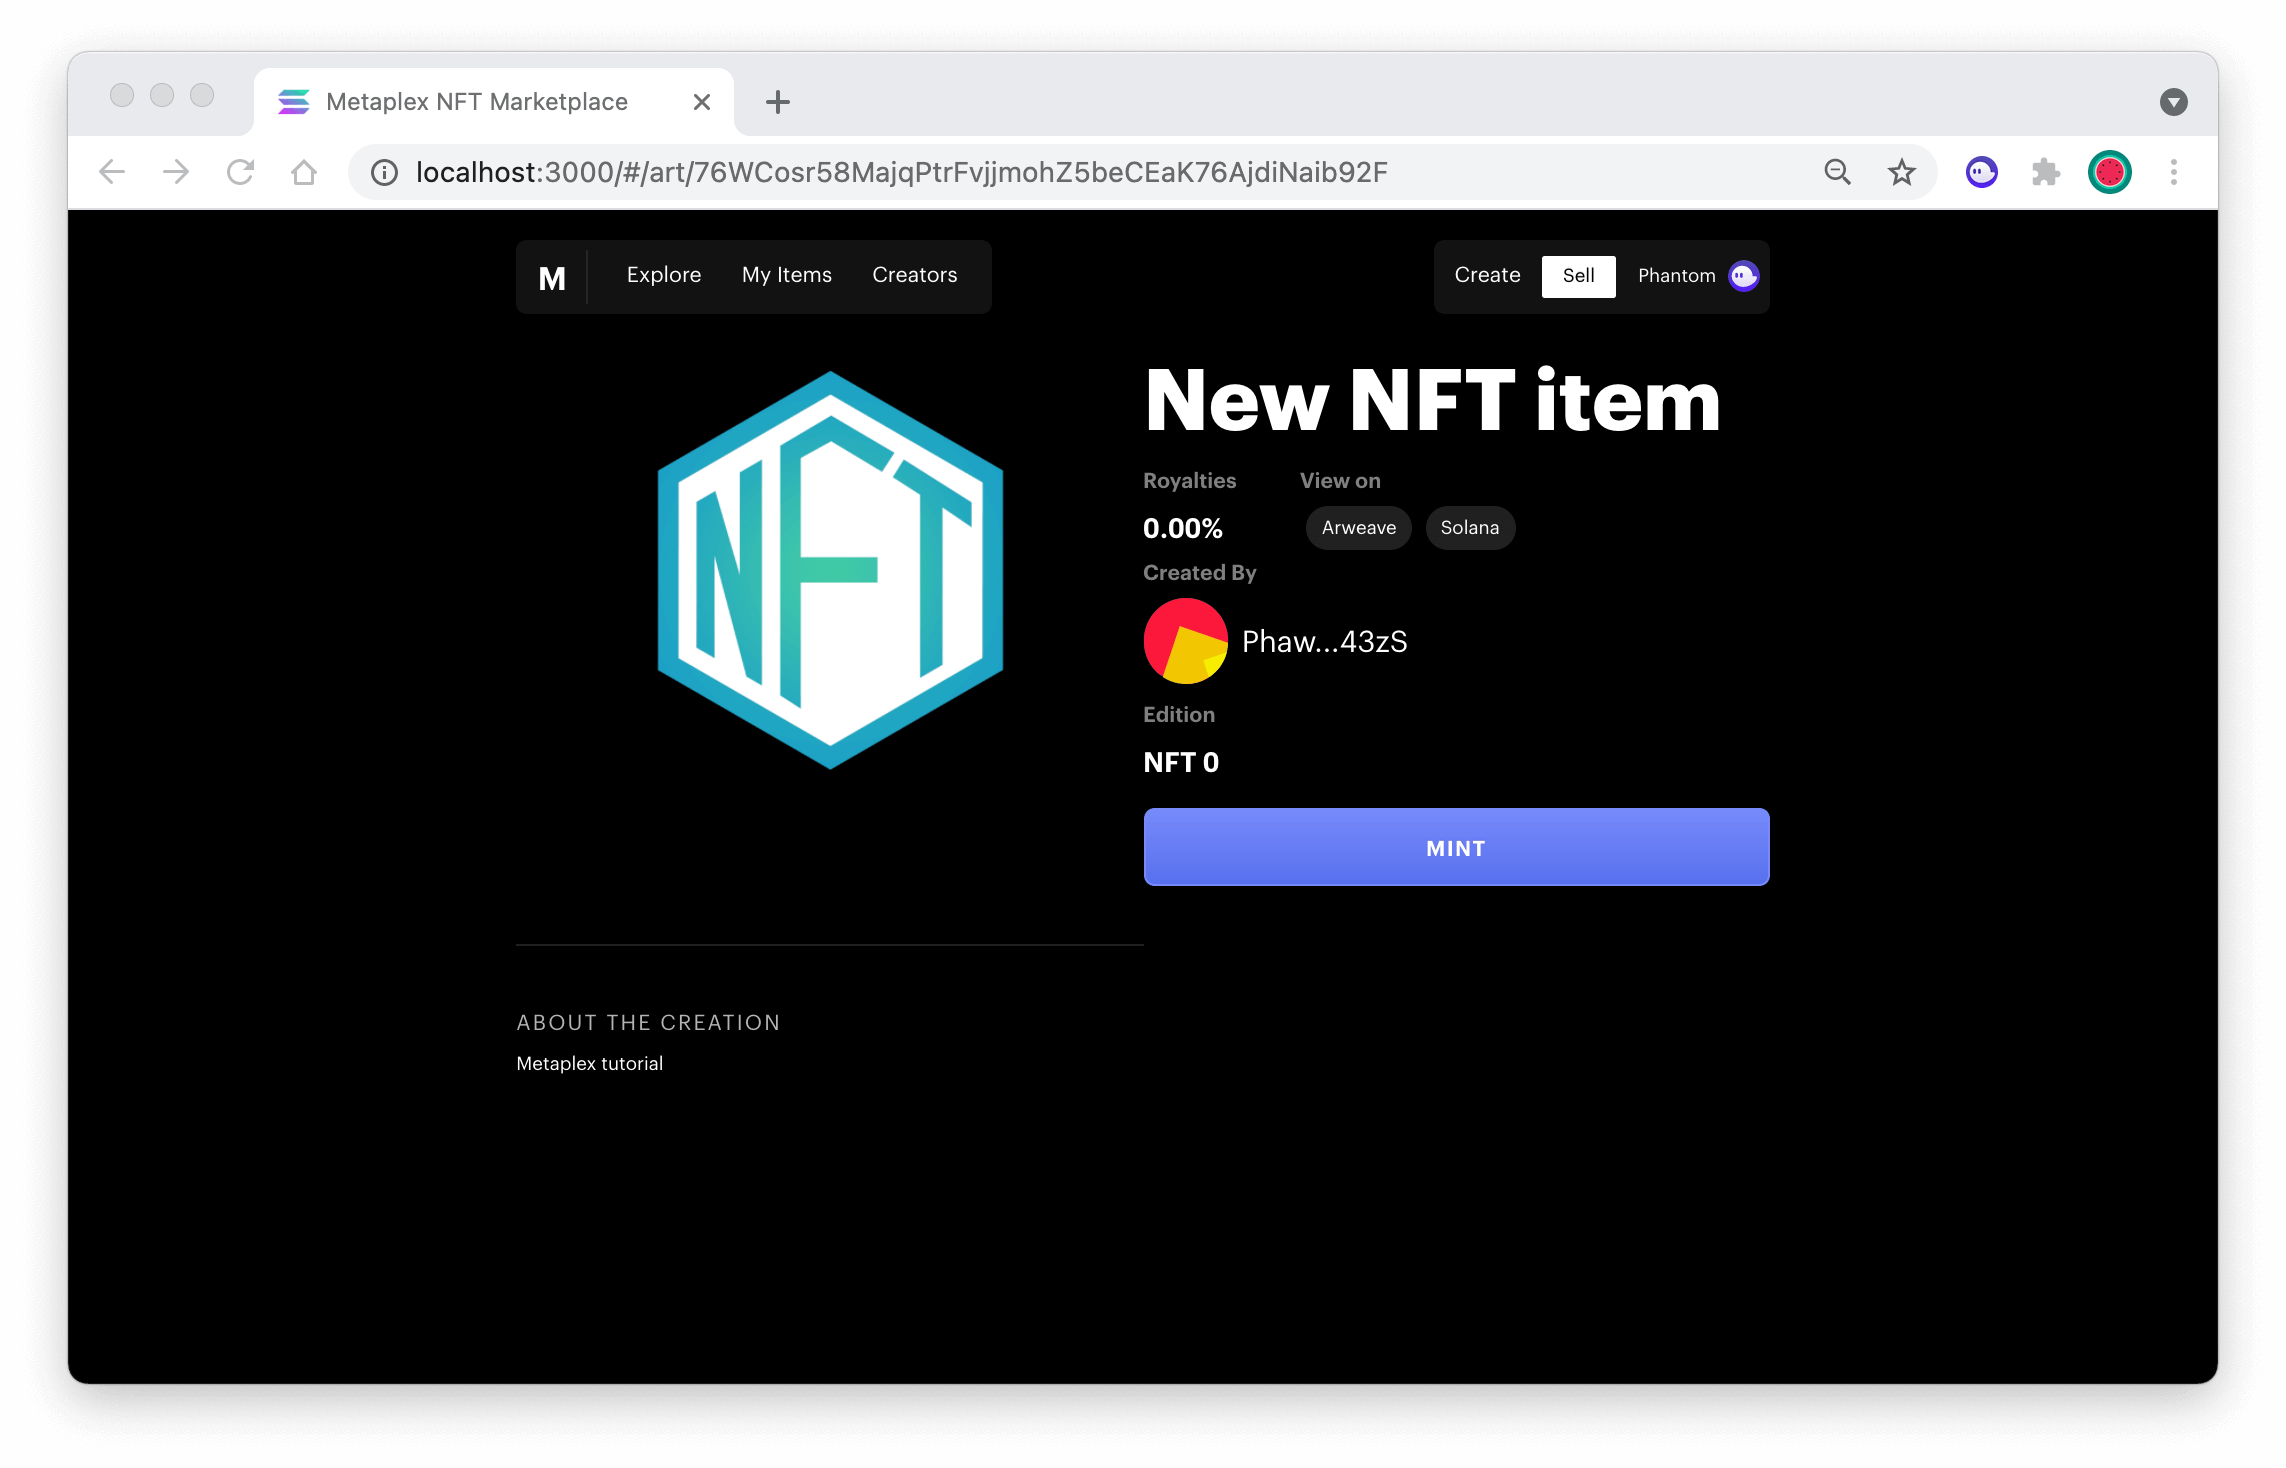 Metaplex NFT Marketplace
localhost:3000/#/art/76WCosr58MajqPtrFvjjmohZ5beCEaK76AjdiNaib92F
M Explore My Items Creators Create Sell Phantom
NFT
New NFT item
Royalties View on
0.00% Arweave Solana
Created By
Phaw...43zS
Edition
NFT 0
MINT
ABOUT THE CREATION
Metaplex tutorial